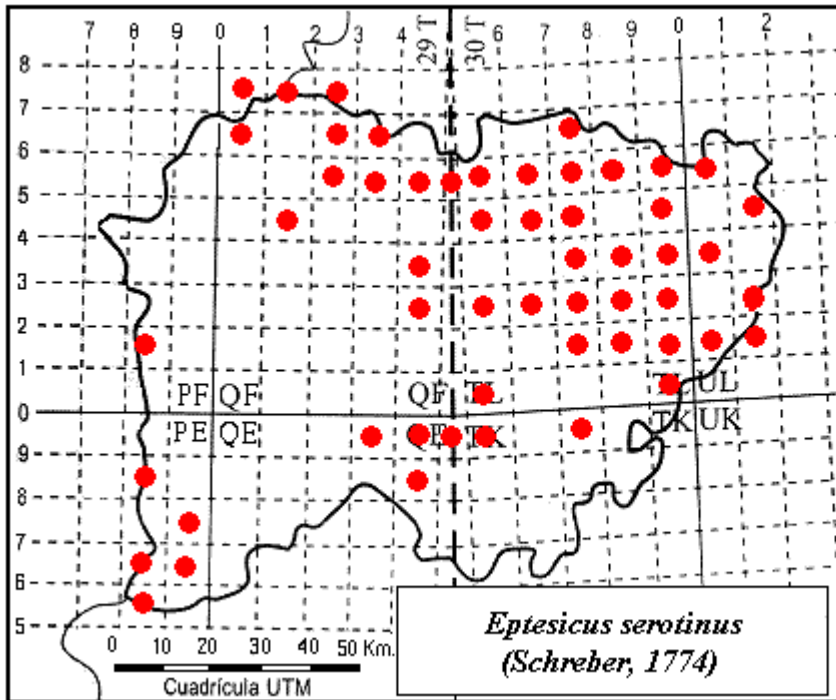 7 8 9 0 1 2 29 T 30 T 6 7 8 9 0 1 2
8
7
6
5
4
3
2
1
PF QF QF TL TL UL
0
PE QE QE TK TK UK
9
8
7
6
5
Eptesicus serotinus
(Schreber, 1774)
0 10 20 30 40 50 Km.
Cuadrícula UTM